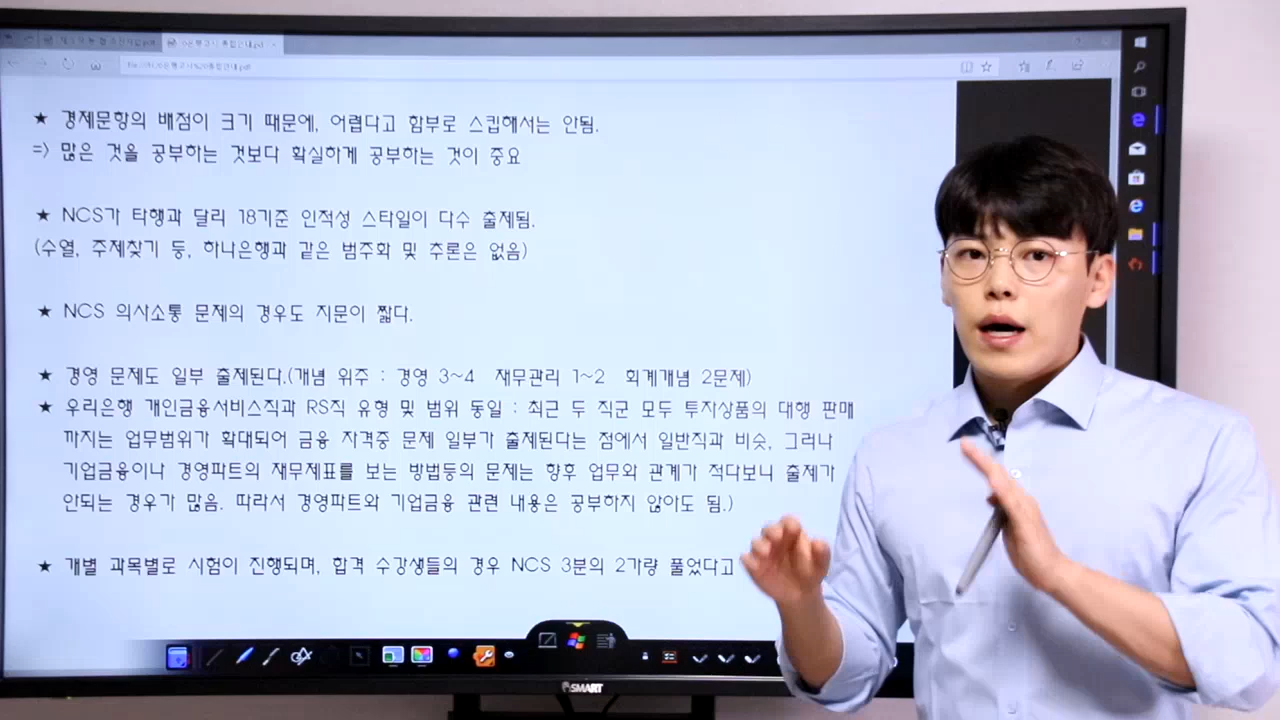 ★ 경제문항의 배점이 크기 때문에, 어렵다고 함부로 스킵해서는 안됨.
=> 많은 것을 공부하는 것보다 확실하게 공부하는 것이 중요
★ NCS가 타행과 달리 18기준 인적성 스타일이 다수 출제됨.
(수열, 주제찾기 등, 하나은행과 같은 범주화 및 추론은 없음)
★ NCS 의사소통 문제의 경우도 지문이 짧다.
★ 경영 문제도 일부 출제된다.(개념 위주 : 경영 3~4 재무관리 1~2 회계개념 2문제)
★ 우리은행 개인금융서비스직과 RS직 유형 및 범위 동일 : 최근 두 직군 모두 투자상품의 대행 판매
까지는 업무범위가 확대되어 금융 자격증 문제 일부가 출제된다는 점에서 일반직과 비슷, 그러나
기업금융이나 경영파트의 재무제표를 보는 방법등의 문제는 향후 업무와 관계가 적다보니 출제가
안되는 경우가 많음. 따라서 경영파트와 기업금융 관련 내용은 공부하지 않아도 됨.)
★ 개별 과목별로 시험이 진행되며, 합격 수강생들의 경우 NCS 3분의 2가량 풀었다고
SMART